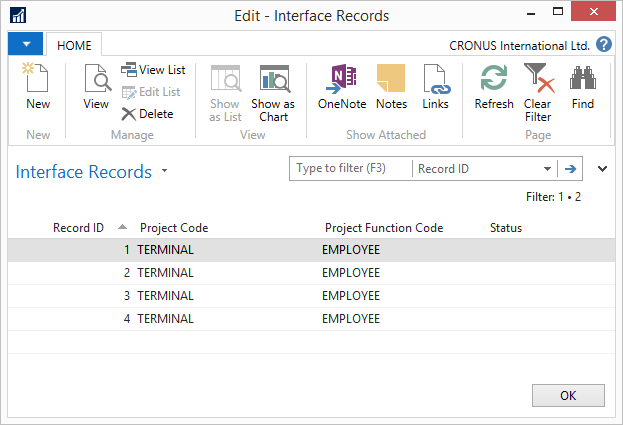 Edit - Interface Records
HOME
CRONUS International Ltd.
New
View
View List
Edit List
Delete
Show as List
Show as Chart
OneNote
Notes
Links
Refresh
Clear Filter
Find
New
Manage
View
Show Attached
Page
Interface Records
Type to filter (F3)
Record ID
Filter: 1 • 2
Record ID Project Code Project Function Code Status
1 TERMINAL EMPLOYEE
2 TERMINAL EMPLOYEE
3 TERMINAL EMPLOYEE
4 TERMINAL EMPLOYEE
OK